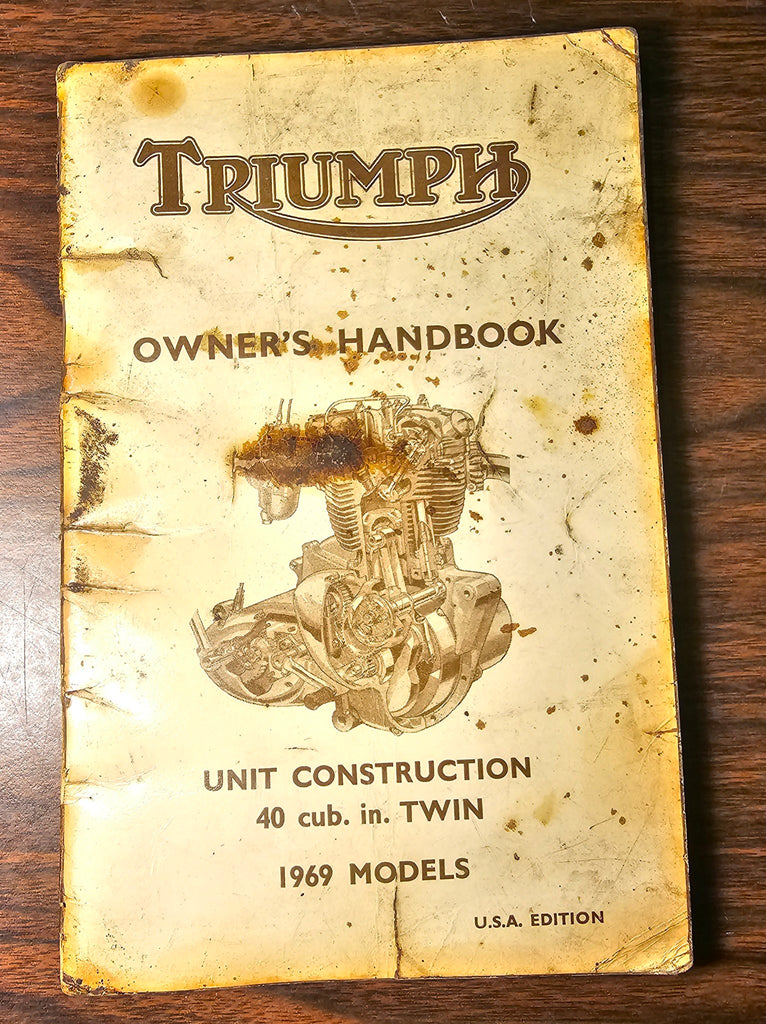 TRIUMPH
OWNER'S HANDBOOK
UNIT CONSTRUCTION
40 cub. in. TWIN
1969 MODELS
U.S.A. EDITION